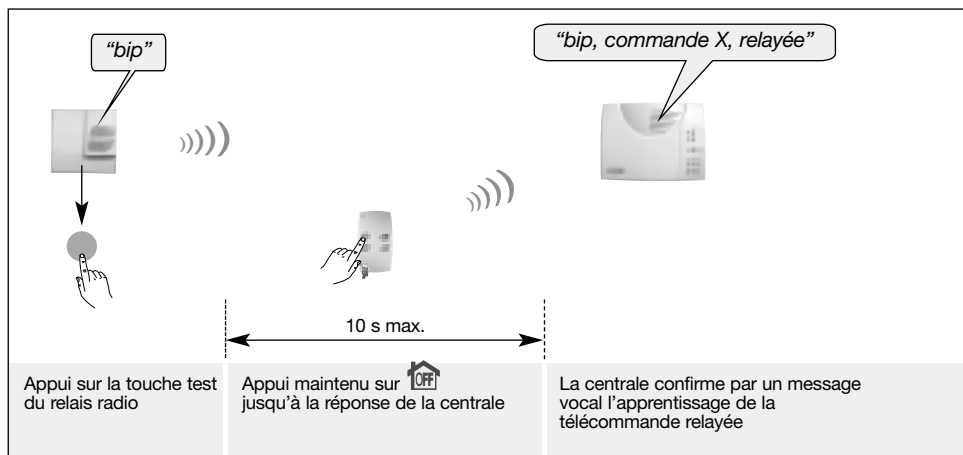 “bip”
“bip, commande X, relayée”
10 s max.
Appui sur la touche test
du relais radio
Appui maintenu sur OFF
jusqu’à la réponse de la centrale
La centrale confirme par un message
vocal l’apprentissage de la
télécommande relayée